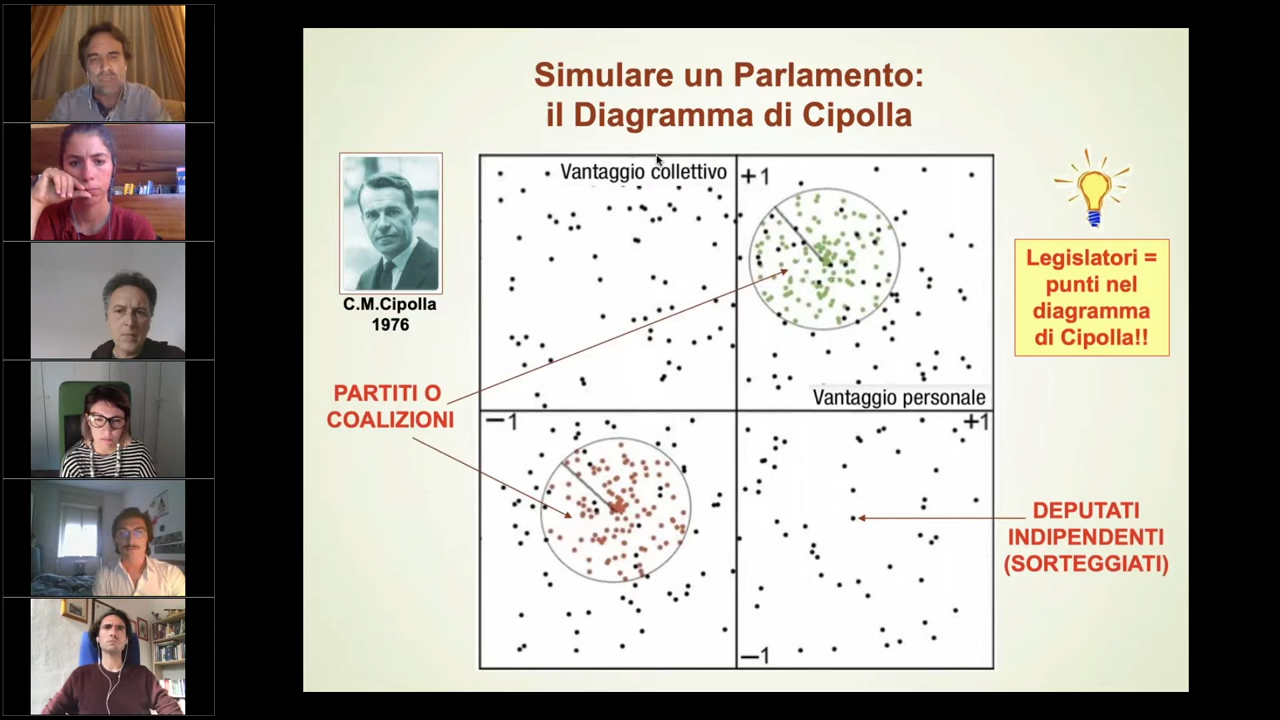 Simulare un Parlamento:
il Diagramma di Cipolla
Vantaggio collettivo
+1
C.M.Cipolla
1976
Legislatori =
punti nel
diagramma
di Cipolla!!
PARTITI O
COALIZIONI
Vantaggio personale
−1
+1
DEPUTATI
INDIPENDENTI
(SORTEGGIATI)
−1